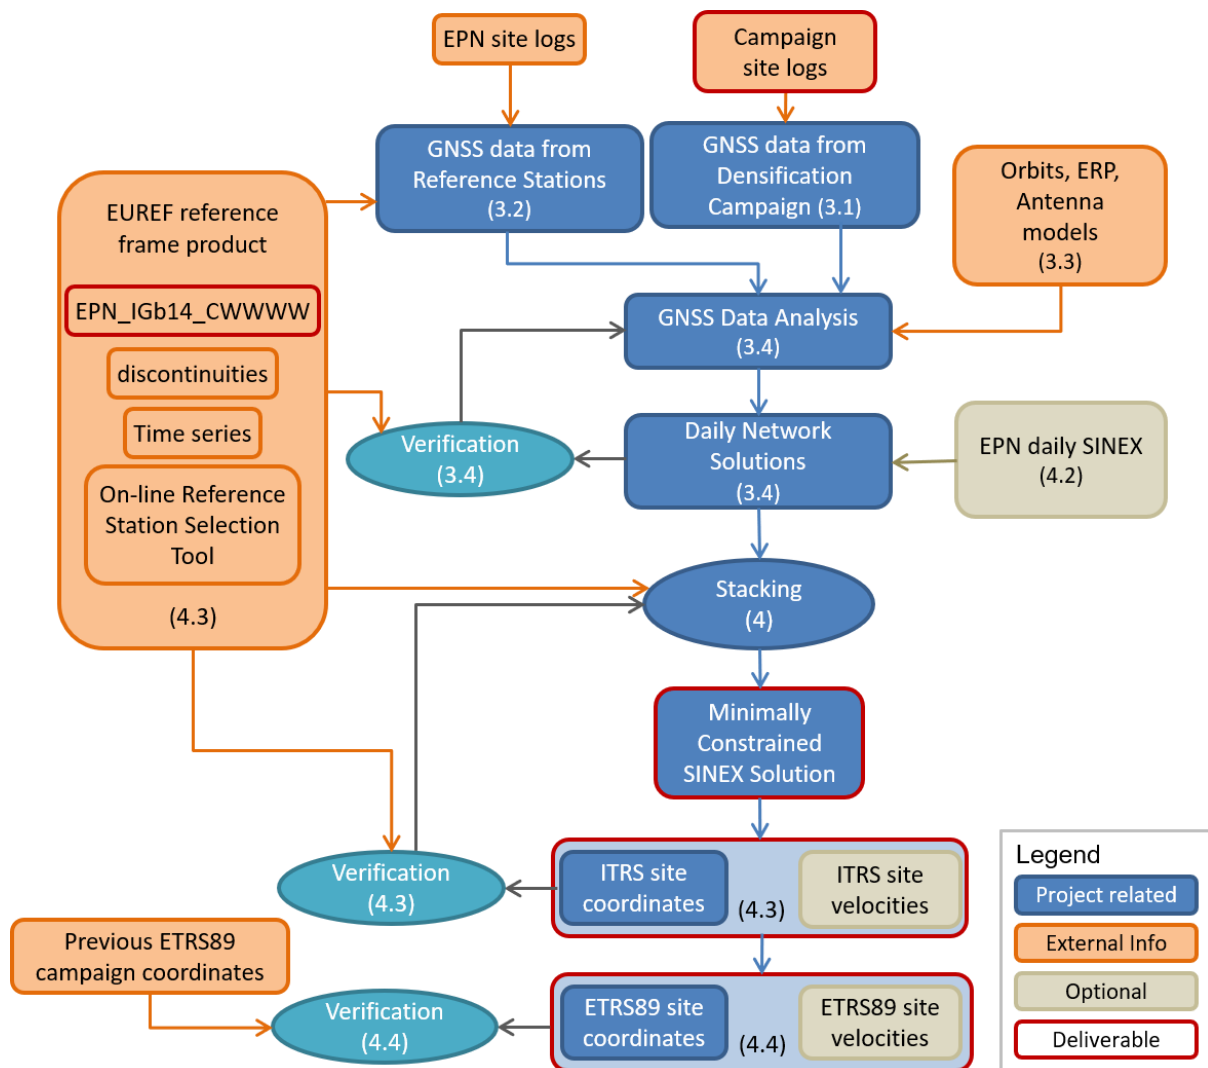 EPN site logs
Campaign
site logs
GNSS data from
Reference Stations
(3.2)
GNSS data from
Densification
Campaign (3.1)
Orbits, ERP,
Antenna
models
(3.3)
EUREF reference
frame product
EPN_IGb14_CWWWW
discontinuities
Time series
On-line Reference
Station Selection
Tool
(4.3)
GNSS Data Analysis
(3.4)
Verification
(3.4)
Daily Network
Solutions
(3.4)
EPN daily SINEX
(4.2)
Stacking
(4)
Minimally
Constrained
SINEX Solution
Verification
(4.3)
ITRS site
coordinates
(4.3)
ITRS site
velocities
Previous ETRS89
campaign coordinates
Verification
(4.4)
ETRS89 site
coordinates
(4.4)
ETRS89 site
velocities
Legend
Project related
External Info
Optional
Deliverable